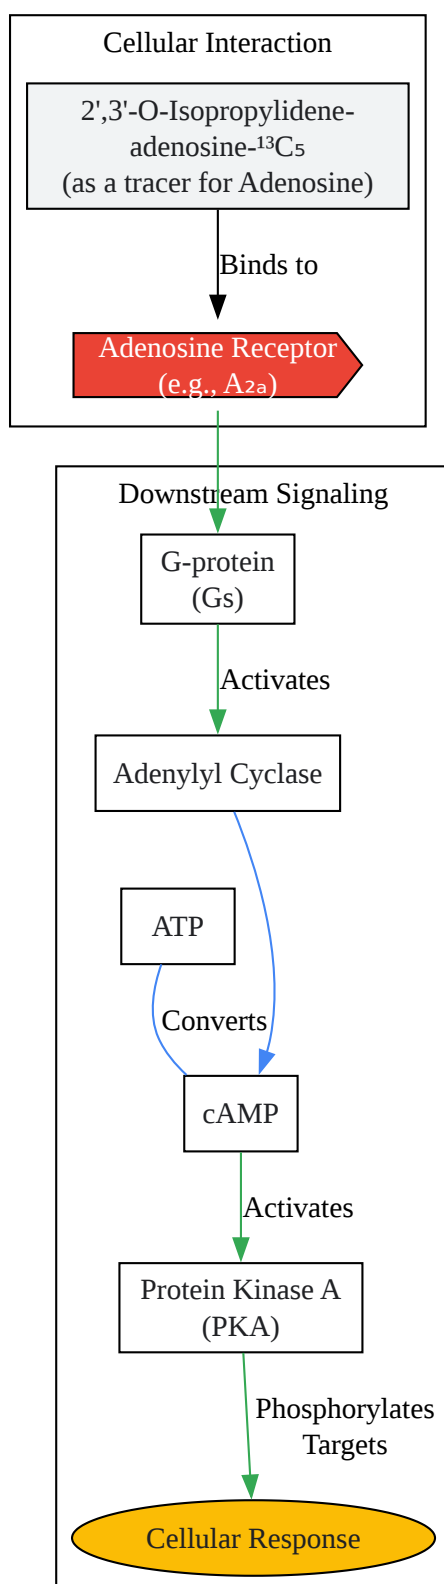 Cellular Interaction
2',3'-O-Isopropylidene-
adenosine-¹³C₅
(as a tracer for Adenosine)
Binds to
Adenosine Receptor
(e.g., A₂ₐ)
Downstream Signaling
G-protein
(Gs)
Activates
Adenylyl Cyclase
ATP
Converts
cAMP
Activates
Protein Kinase A
(PKA)
Phosphorylates
Targets
Cellular Response